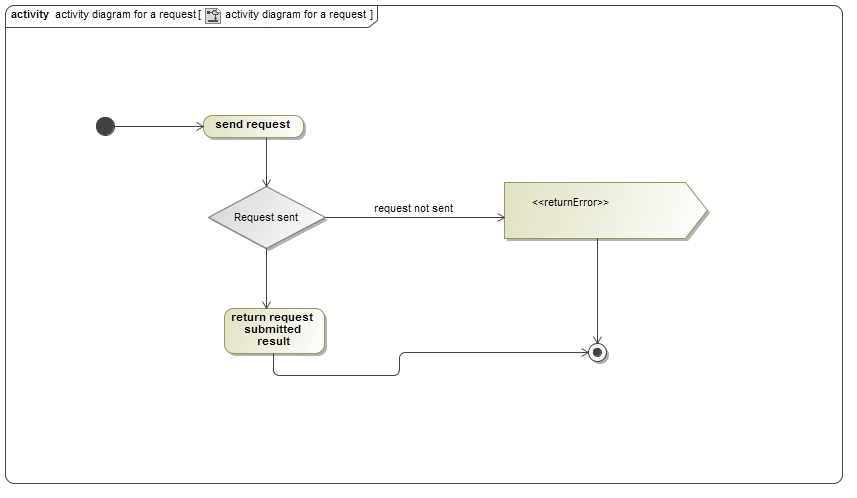 activity activity diagram for a request [ activity diagram for a request ]
send request
Request sent
request not sent
<<returnError>>
return request
submitted
result